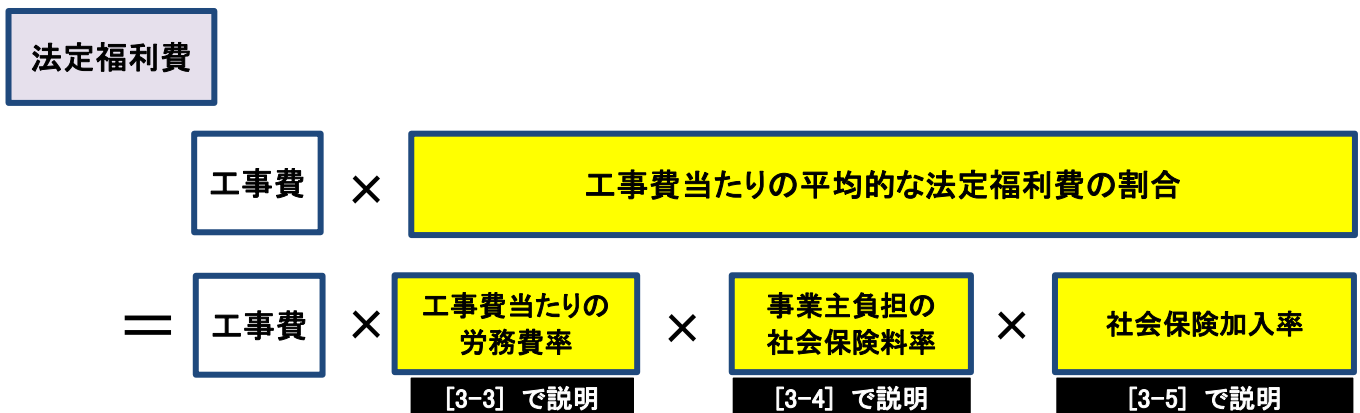 法定福利費
工事費 × 工事費当たりの平均的な法定福利費の割合
＝ 工事費 × 工事費当たりの
労務費率 × 事業主負担の
社会保険料率 × 社会保険加入率
[3-3] で説明 [3-4] で説明 [3-5] で説明